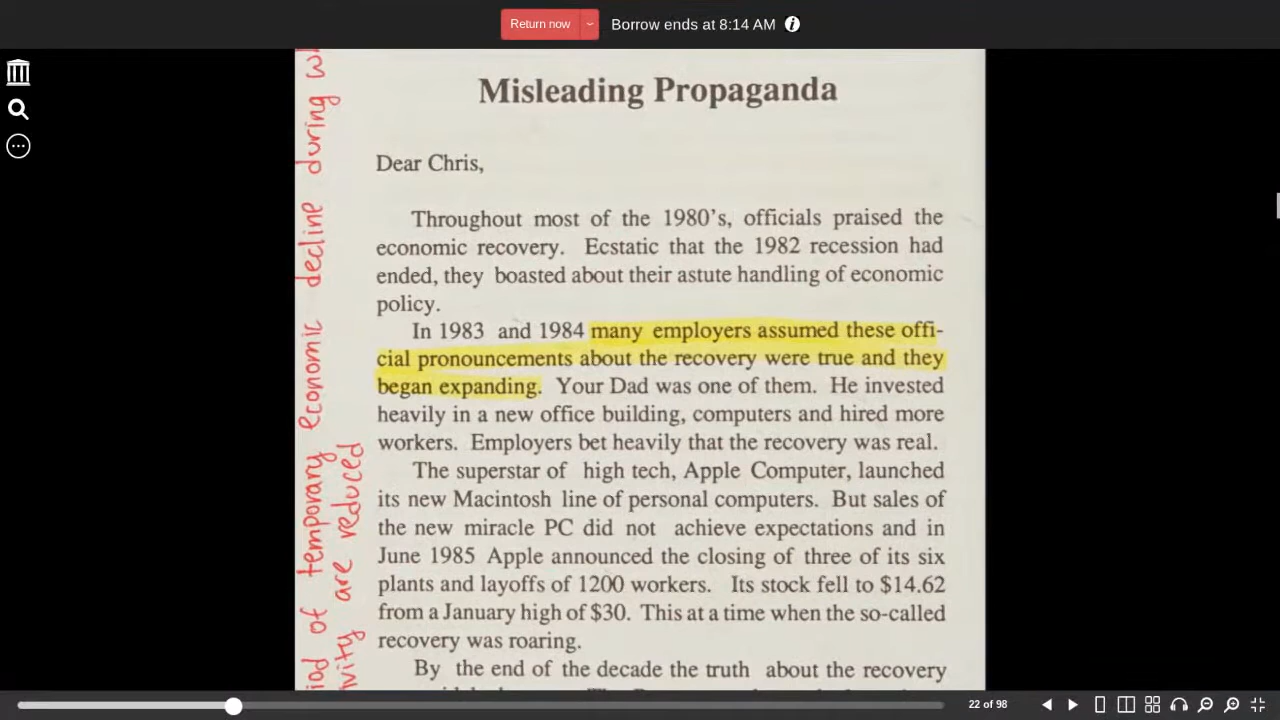 Return now
Borrow ends at 8:14 AM
Misleading Propaganda
Dear Chris,
Throughout most of the 1980's, officials praised the
economic recovery. Ecstatic that the 1982 recession had
ended, they boasted about their astute handling of economic
policy.
In 1983 and 1984 many employers assumed these offi-
cial pronouncements about the recovery were true and they
began expanding. Your Dad was one of them. He invested
heavily in a new office building, computers and hired more
workers. Employers bet heavily that the recovery was real.
The superstar of high tech, Apple Computer, launched
its new Macintosh line of personal computers. But sales of
the new miracle PC did not achieve expectations and in
June 1985 Apple announced the closing of three of its six
plants and layoffs of 1200 workers. Its stock fell to $14.62
from a January high of $30. This at a time when the so-called
recovery was roaring.
By the end of the decade the truth about the recovery
of temporary economic decline during
are reduced
22 of 98